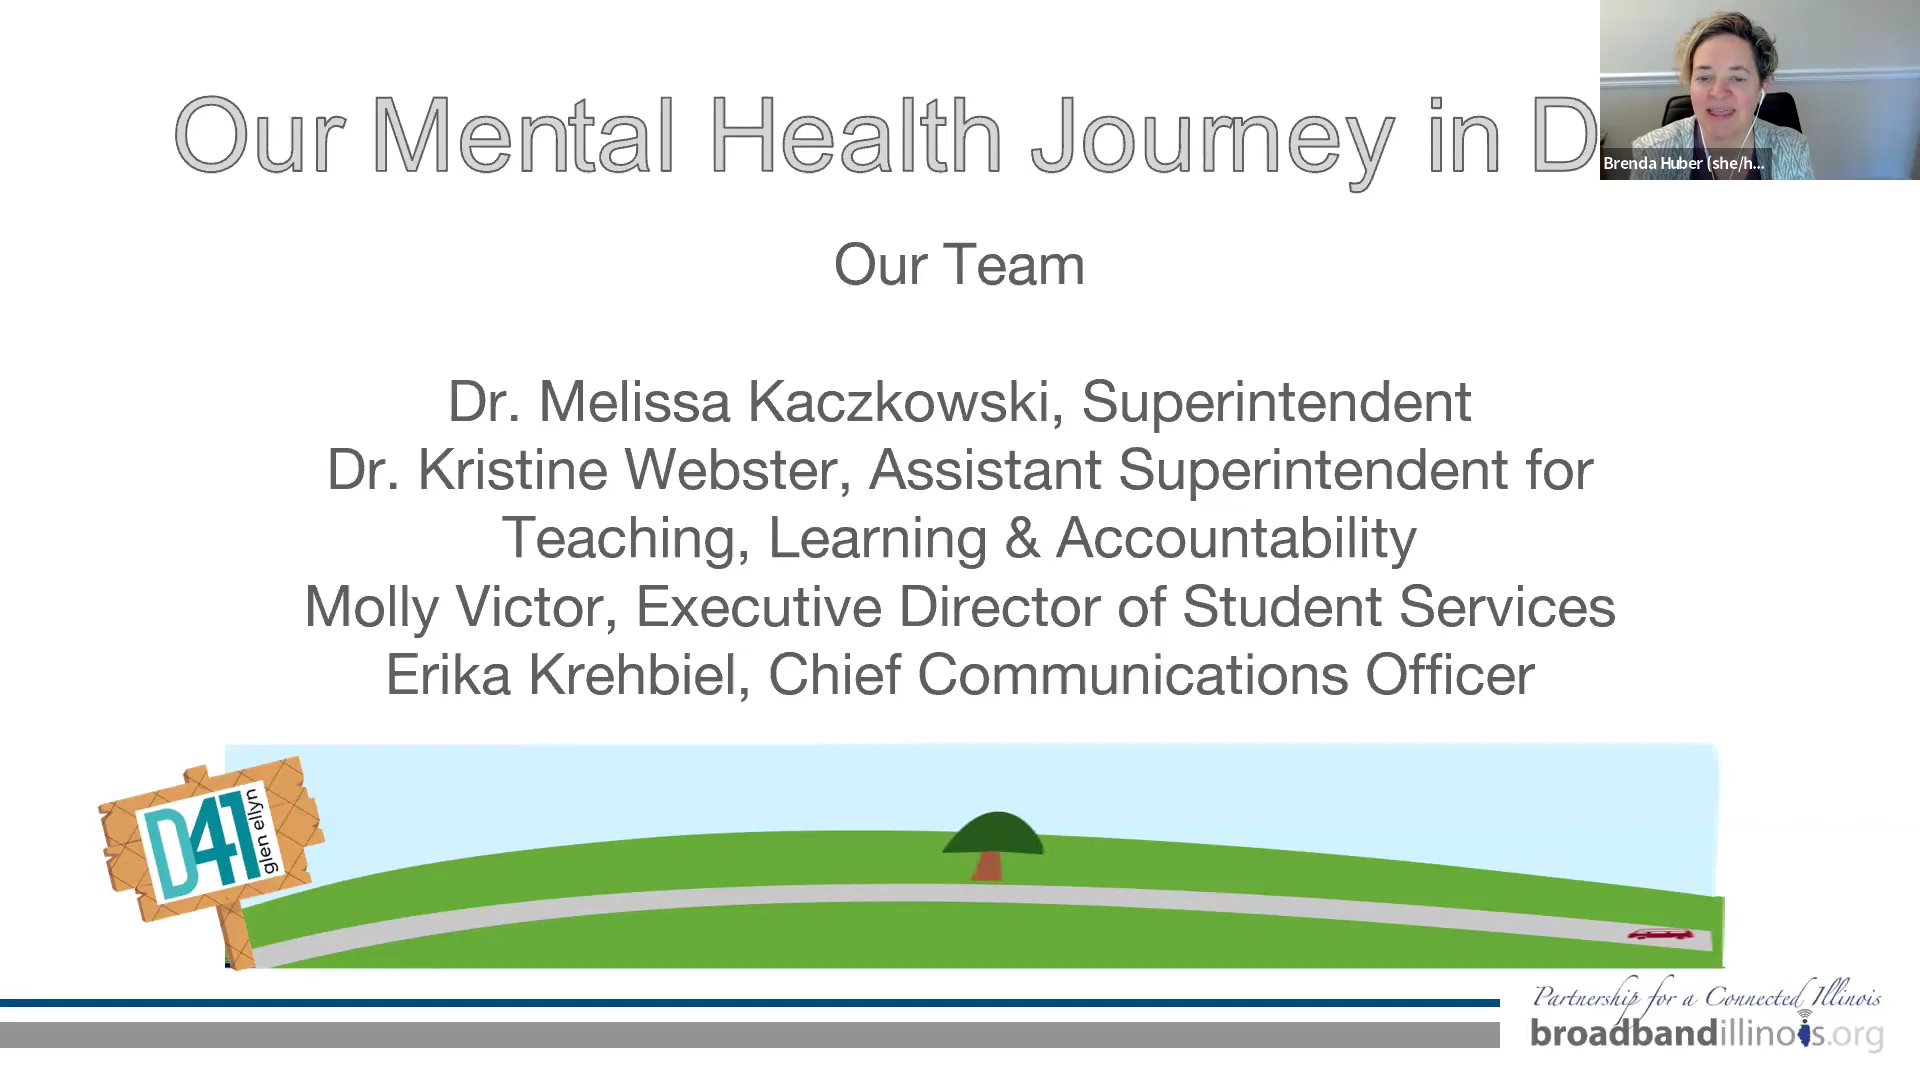 Our Mental Health Journey in D
Brenda Huber (she/h...
Our Team
Dr. Melissa Kaczkowski, Superintendent
Dr. Kristine Webster, Assistant Superintendent for
Teaching, Learning & Accountability
Molly Victor, Executive Director of Student Services
Erika Krehbiel, Chief Communications Officer
D41
glen ellyn
Partnership for a Connected Illinois
broadbandillinois.org